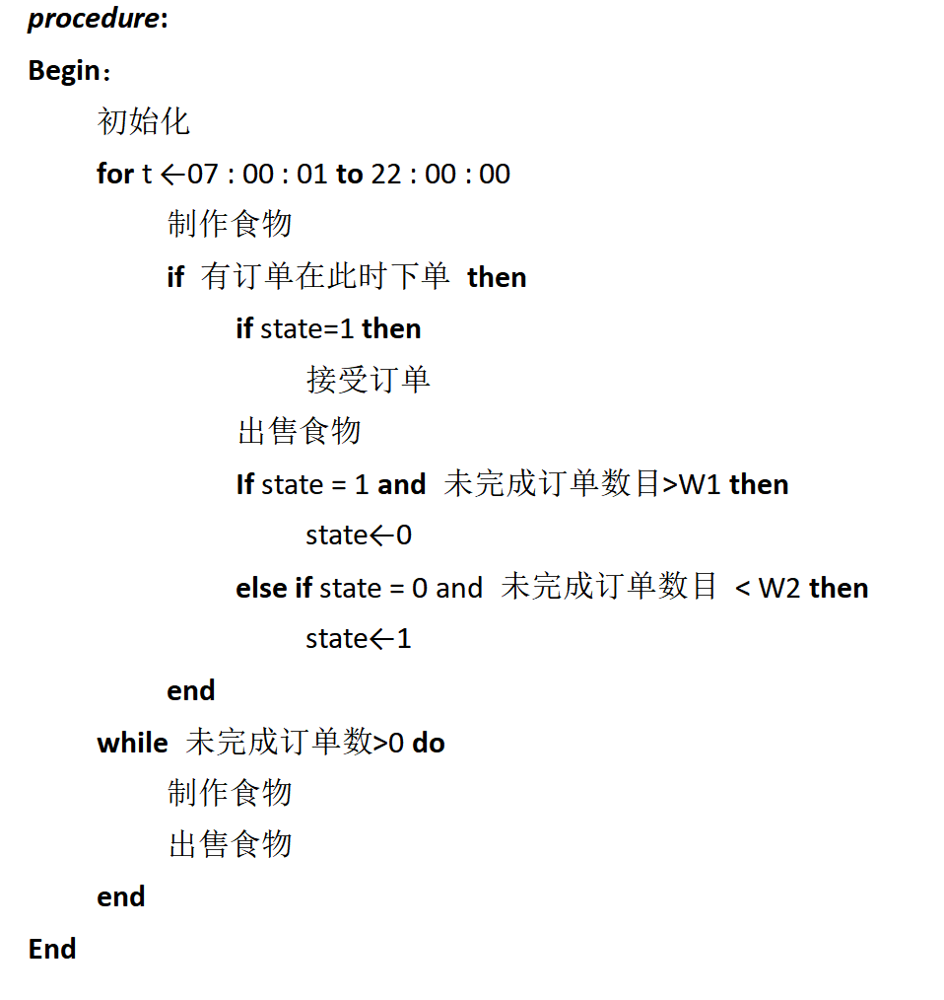 procedure:
Begin：
初始化
for t ←07 : 00 : 01 to 22 : 00 : 00
制作食物
if 有订单在此时下单 then
if state=1 then
接受订单
出售食物
If state = 1 and 未完成订单数目>W1 then
state←0
else if state = 0 and 未完成订单数目 < W2 then
state←1
end
while 未完成订单数>0 do
制作食物
出售食物
end
End